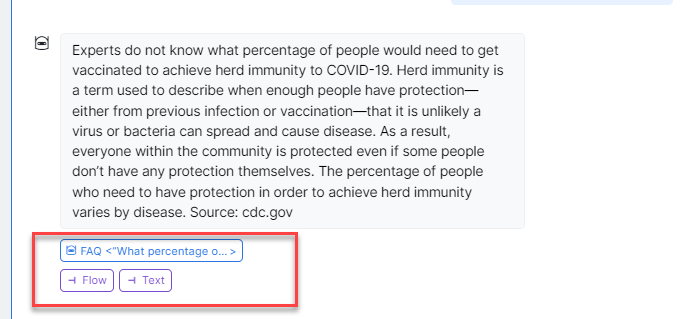 Experts do not know what percentage of people would need to get
vaccinated to achieve herd immunity to COVID-19. Herd immunity is
a term used to describe when enough people have protection—
either from previous infection or vaccination—that it is unlikely a
virus or bacteria can spread and cause disease. As a result,
everyone within the community is protected even if some people
don’t have any protection themselves. The percentage of people
who need to have protection in order to achieve herd immunity
varies by disease. Source: cdc.gov
FAQ <"What percentage o... >
Flow Text